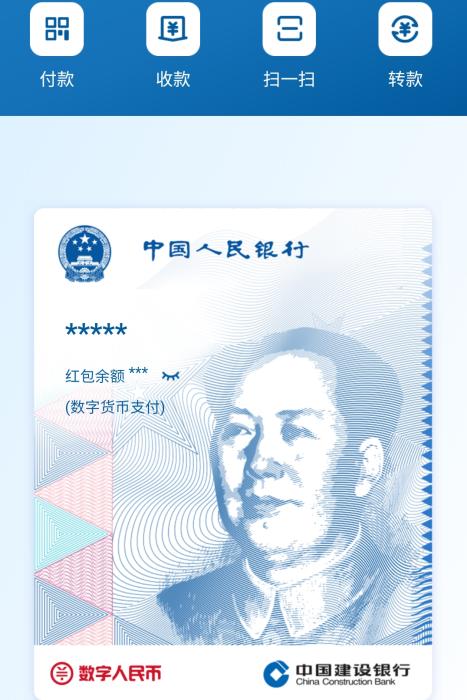 付款 收款 扫一扫 转款
中国人民银行
*****
红包余额 ***
(数字货币支付)
数字人民币 中国建设银行
China Construction Bank